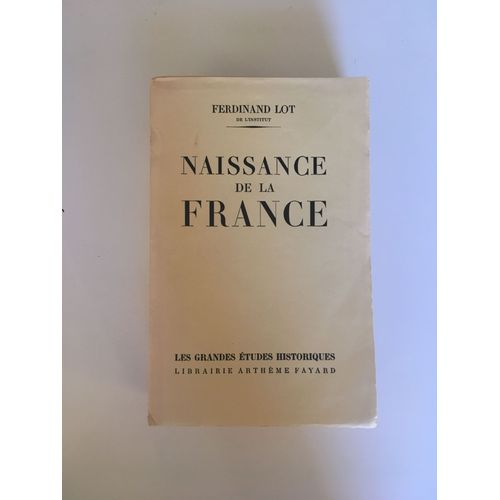 FERDINAND LOT
DE L'INSTITUT
NAISSANCE
DE LA
FRANCE
LES GRANDES ÉTUDES HISTORIQUES
LIBRAIRIE ARTHÈME FAYARD